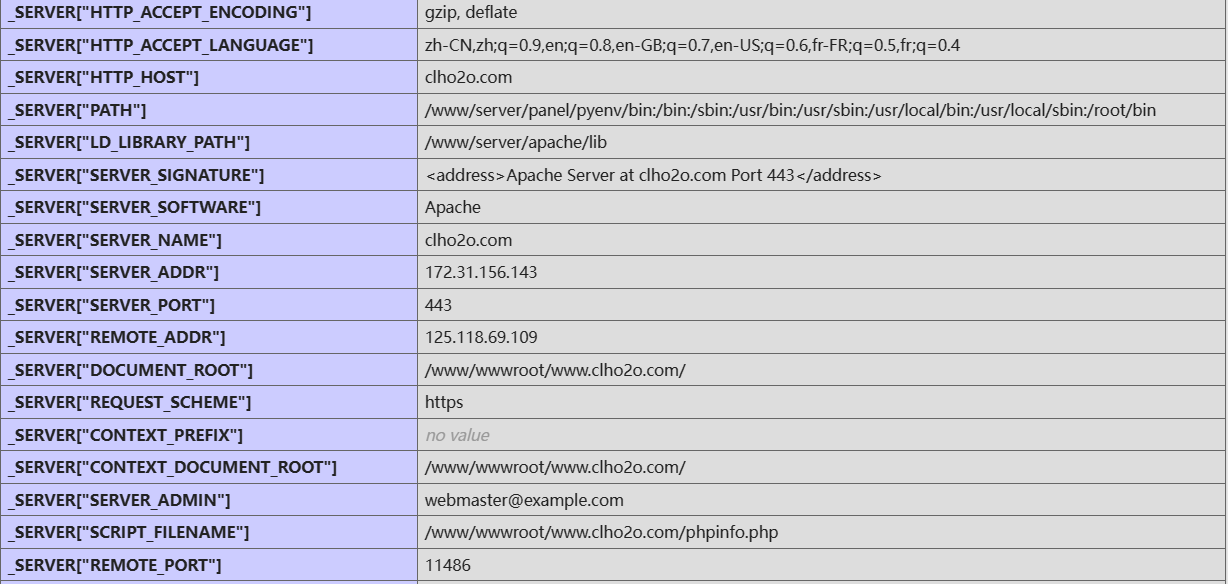 _SERVER["HTTP_ACCEPT_ENCODING"] gzip, deflate
_SERVER["HTTP_ACCEPT_LANGUAGE"] zh-CN,zh;q=0.9,en;q=0.8,en-GB;q=0.7,en-US;q=0.6,fr-FR;q=0.5,fr;q=0.4
_SERVER["HTTP_HOST"] clho2o.com
_SERVER["PATH"] /www/server/panel/pyenv/bin:/bin:/sbin:/usr/bin:/usr/sbin:/usr/local/bin:/usr/local/sbin:/root/bin
_SERVER["LD_LIBRARY_PATH"] /www/server/apache/lib
_SERVER["SERVER_SIGNATURE"] <address>Apache Server at clho2o.com Port 443</address>
_SERVER["SERVER_SOFTWARE"] Apache
_SERVER["SERVER_NAME"] clho2o.com
_SERVER["SERVER_ADDR"] 172.31.156.143
_SERVER["SERVER_PORT"] 443
_SERVER["REMOTE_ADDR"] 125.118.69.109
_SERVER["DOCUMENT_ROOT"] /www/wwwroot/www.clho2o.com/
_SERVER["REQUEST_SCHEME"] https
_SERVER["CONTEXT_PREFIX"] no value
_SERVER["CONTEXT_DOCUMENT_ROOT"] /www/wwwroot/www.clho2o.com/
_SERVER["SERVER_ADMIN"] webmaster@example.com
_SERVER["SCRIPT_FILENAME"] /www/wwwroot/www.clho2o.com/phpinfo.php
_SERVER["REMOTE_PORT"] 11486